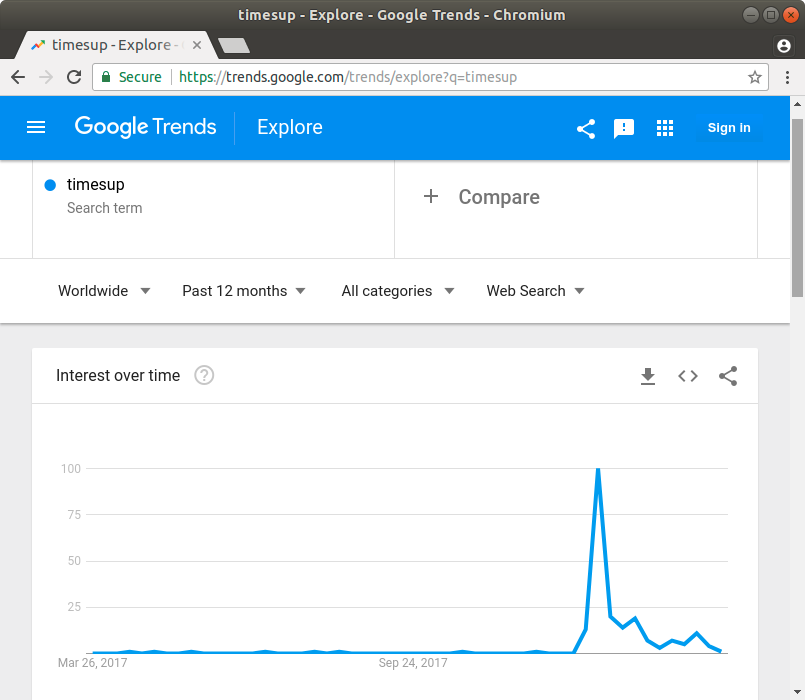 timesup - Explore - Google Trends - Chromium
timesup - Explore -
Secure https://trends.google.com/trends/explore?q=timesup
Google Trends Explore Sign in
timesup
Search term
+ Compare
Worldwide Past 12 months All categories Web Search
Interest over time ?
100
75
50
25
Mar 26, 2017 Sep 24, 2017